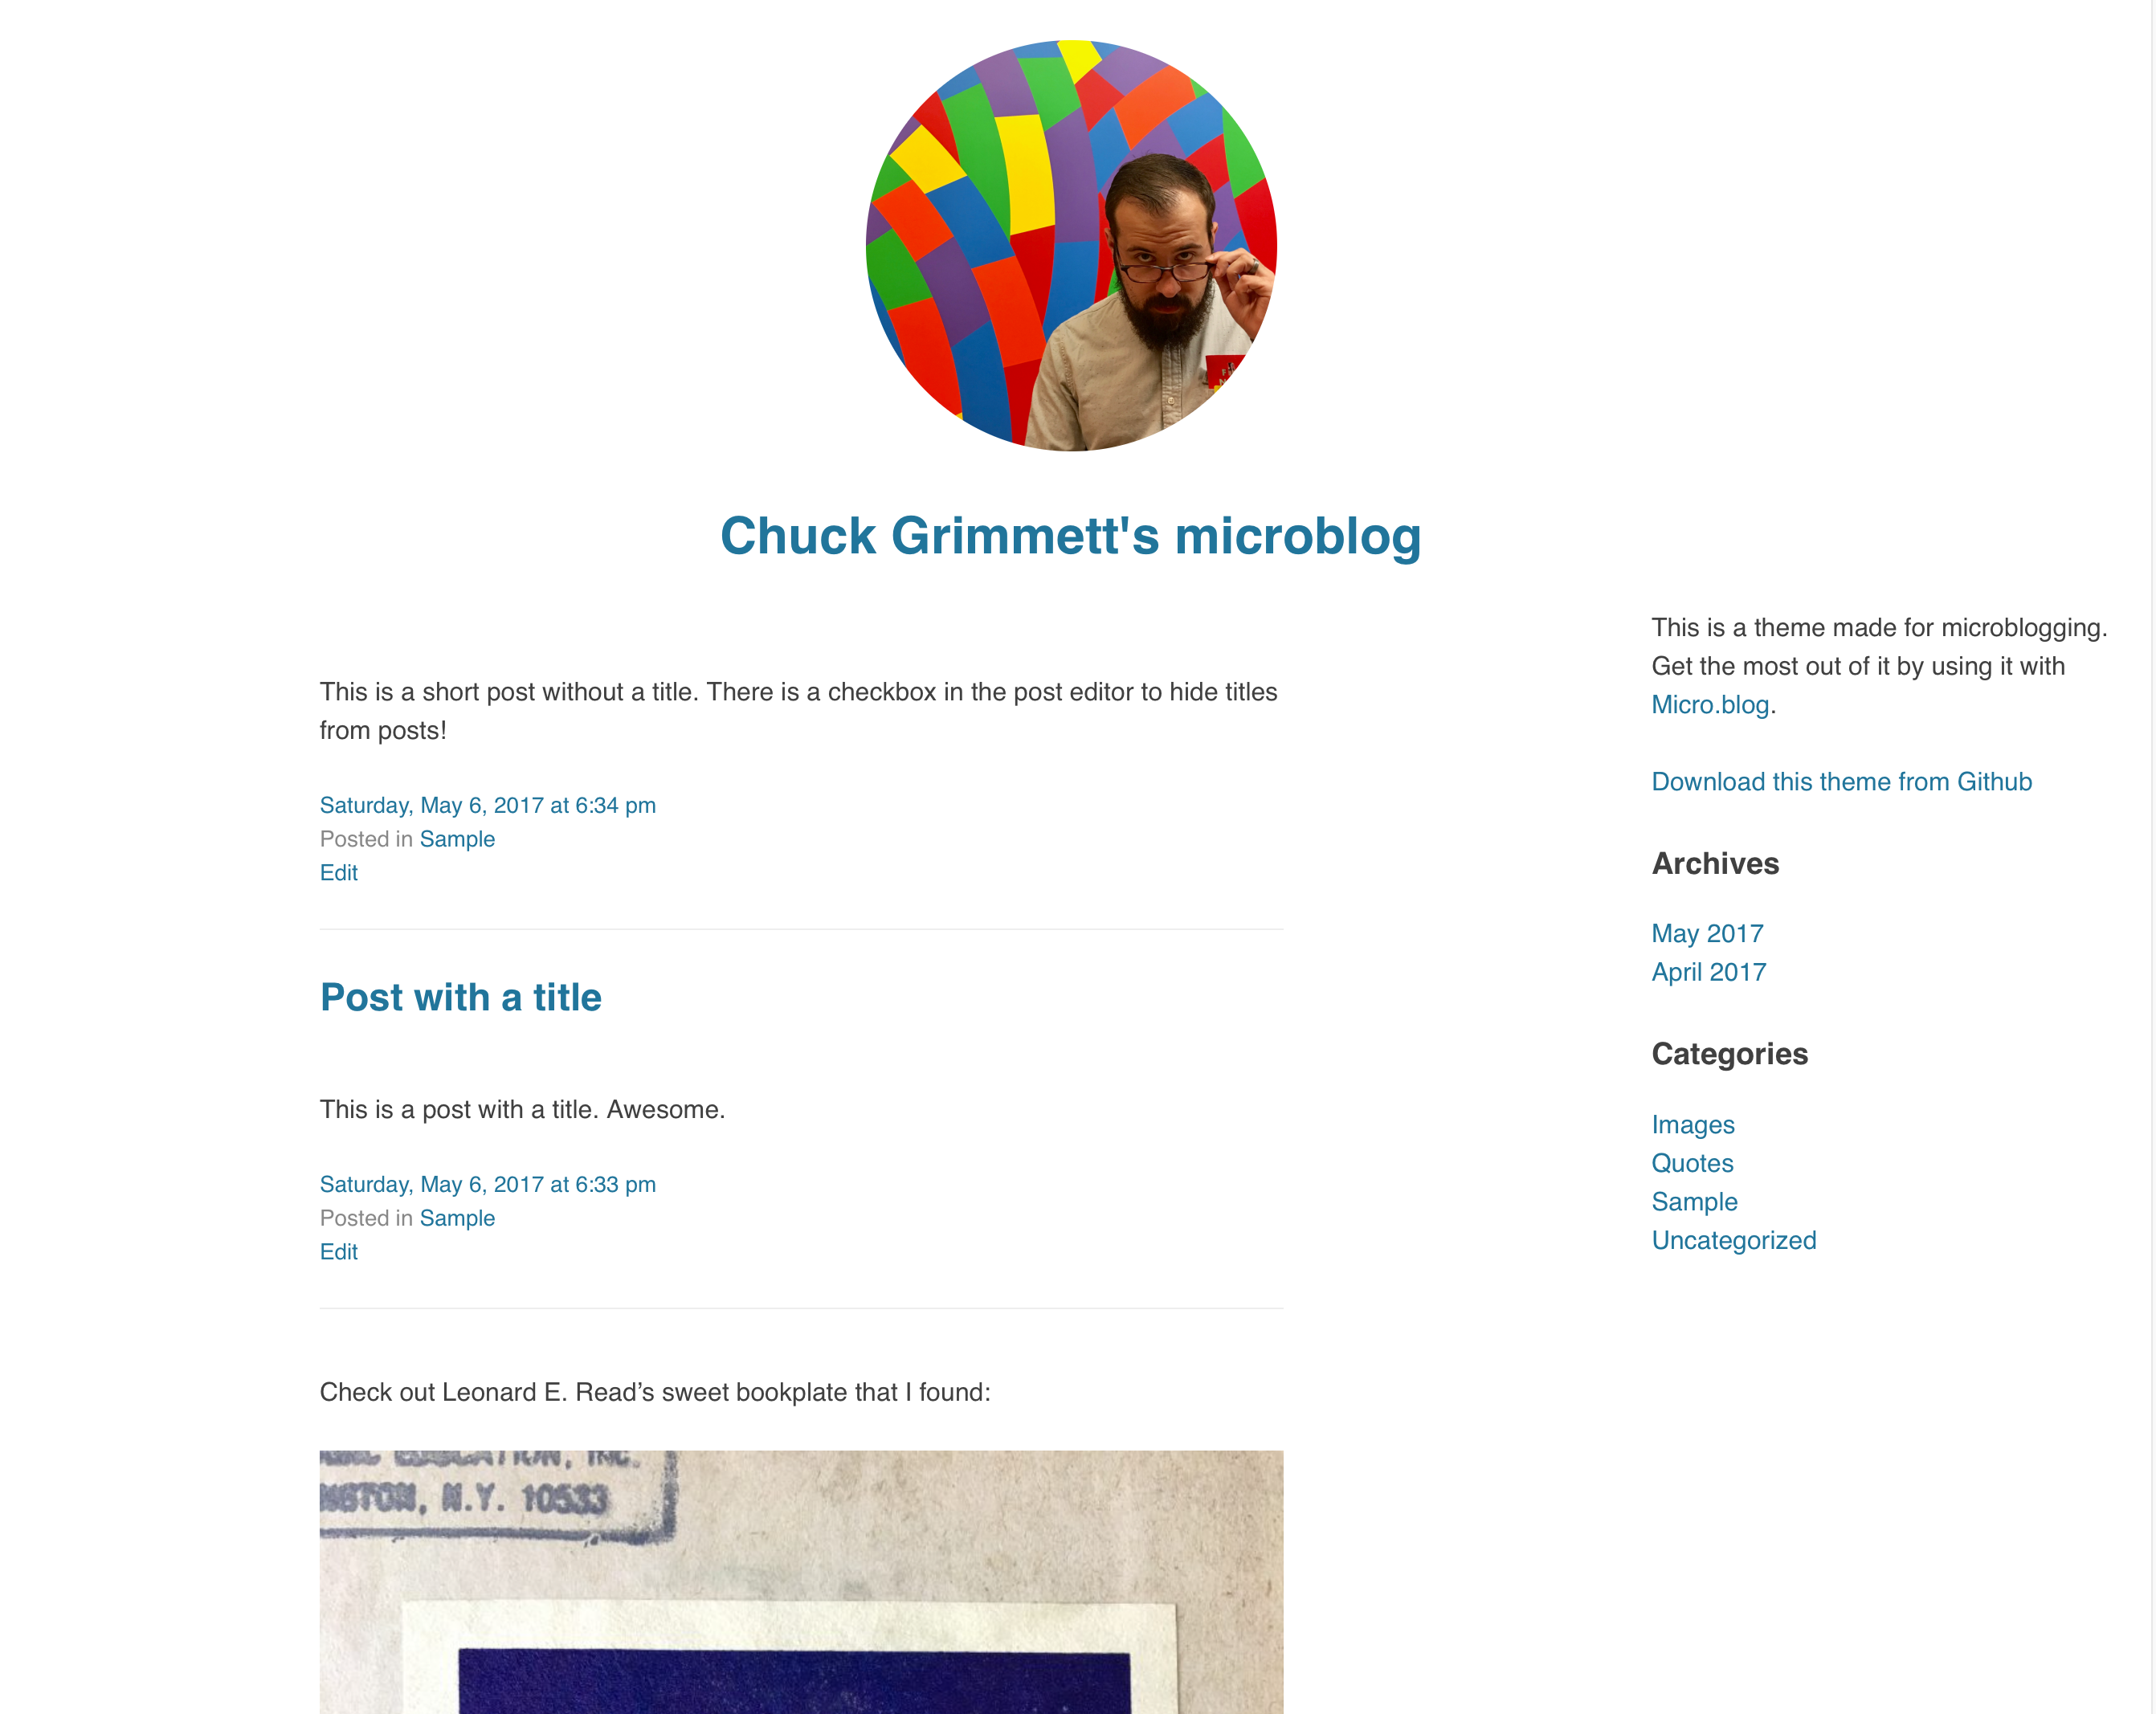 Chuck Grimmett's microblog
This is a short post without a title. There is a checkbox in the post editor to hide titles
from posts!
Saturday, May 6, 2017 at 6:34 pm
Posted in Sample
Edit
Post with a title
This is a post with a title. Awesome.
Saturday, May 6, 2017 at 6:33 pm
Posted in Sample
Edit
Check out Leonard E. Read’s sweet bookplate that I found:
EDUCATION, INC.
N.Y. 10533
This is a theme made for microblogging.
Get the most out of it by using it with
Micro.blog.
Download this theme from Github
Archives
May 2017
April 2017
Categories
Images
Quotes
Sample
Uncategorized